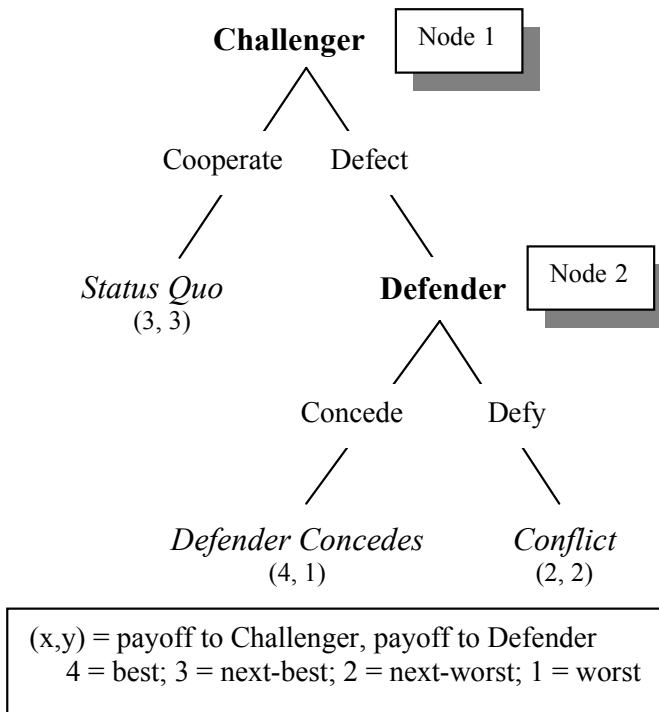 Challenger
Node 1
Cooperate
Defect
Status Quo
(3, 3)
Defender
Node 2
Concede
Defy
Defender Concedes
(4, 1)
Conflict
(2, 2)
(x,y) = payoff to Challenger, payoff to Defender
4 = best; 3 = next-best; 2 = next-worst; 1 = worst